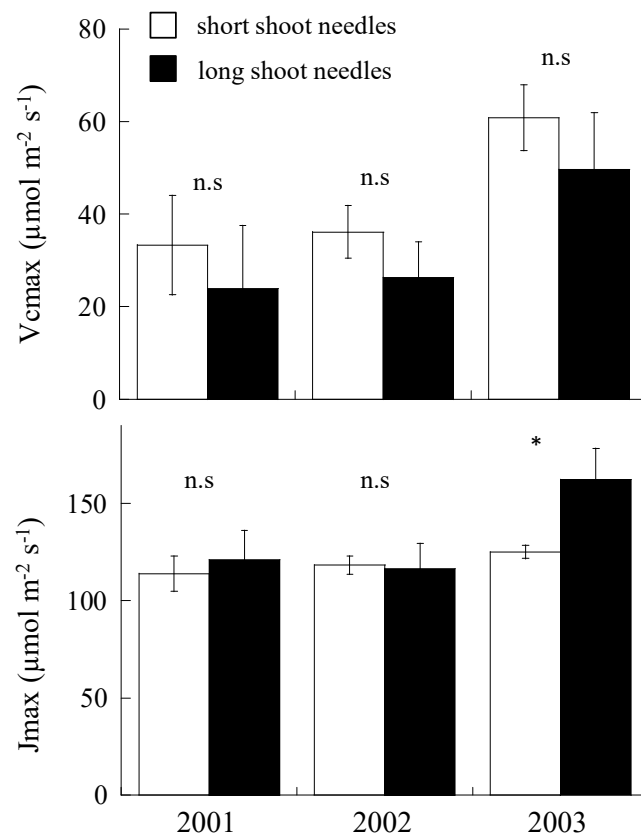 short shoot needles
long shoot needles
80
60
40
20
0
Vcmax (µmol m-2 s-1)
n.s
n.s
n.s
150
100
50
0
Jmax (µmol m-2 s-1)
n.s
n.s
*
2001
2002
2003